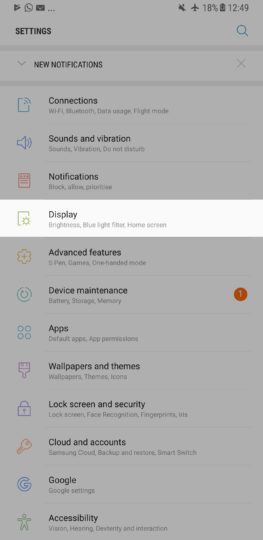 ... 18% 12:49
SETTINGS
NEW NOTIFICATIONS
Connections
Wi-Fi, Bluetooth, Data usage, Flight mode
Sounds and vibration
Sounds, Vibration, Do not disturb
Notifications
Block, allow, prioritise
Display
Brightness, Blue light filter, Home screen
Advanced features
S Pen, Games, One-handed mode
Device maintenance
Battery, Storage, Memory
1
Apps
Default apps, App permissions
Wallpapers and themes
Wallpapers, Themes, Icons
Lock screen and security
Lock screen, Face Recognition, Fingerprints, Iris
Cloud and accounts
Samsung Cloud, Backup and restore, Smart Switch
Google
Google settings
Accessibility
Vision, Hearing, Dexterity and interaction